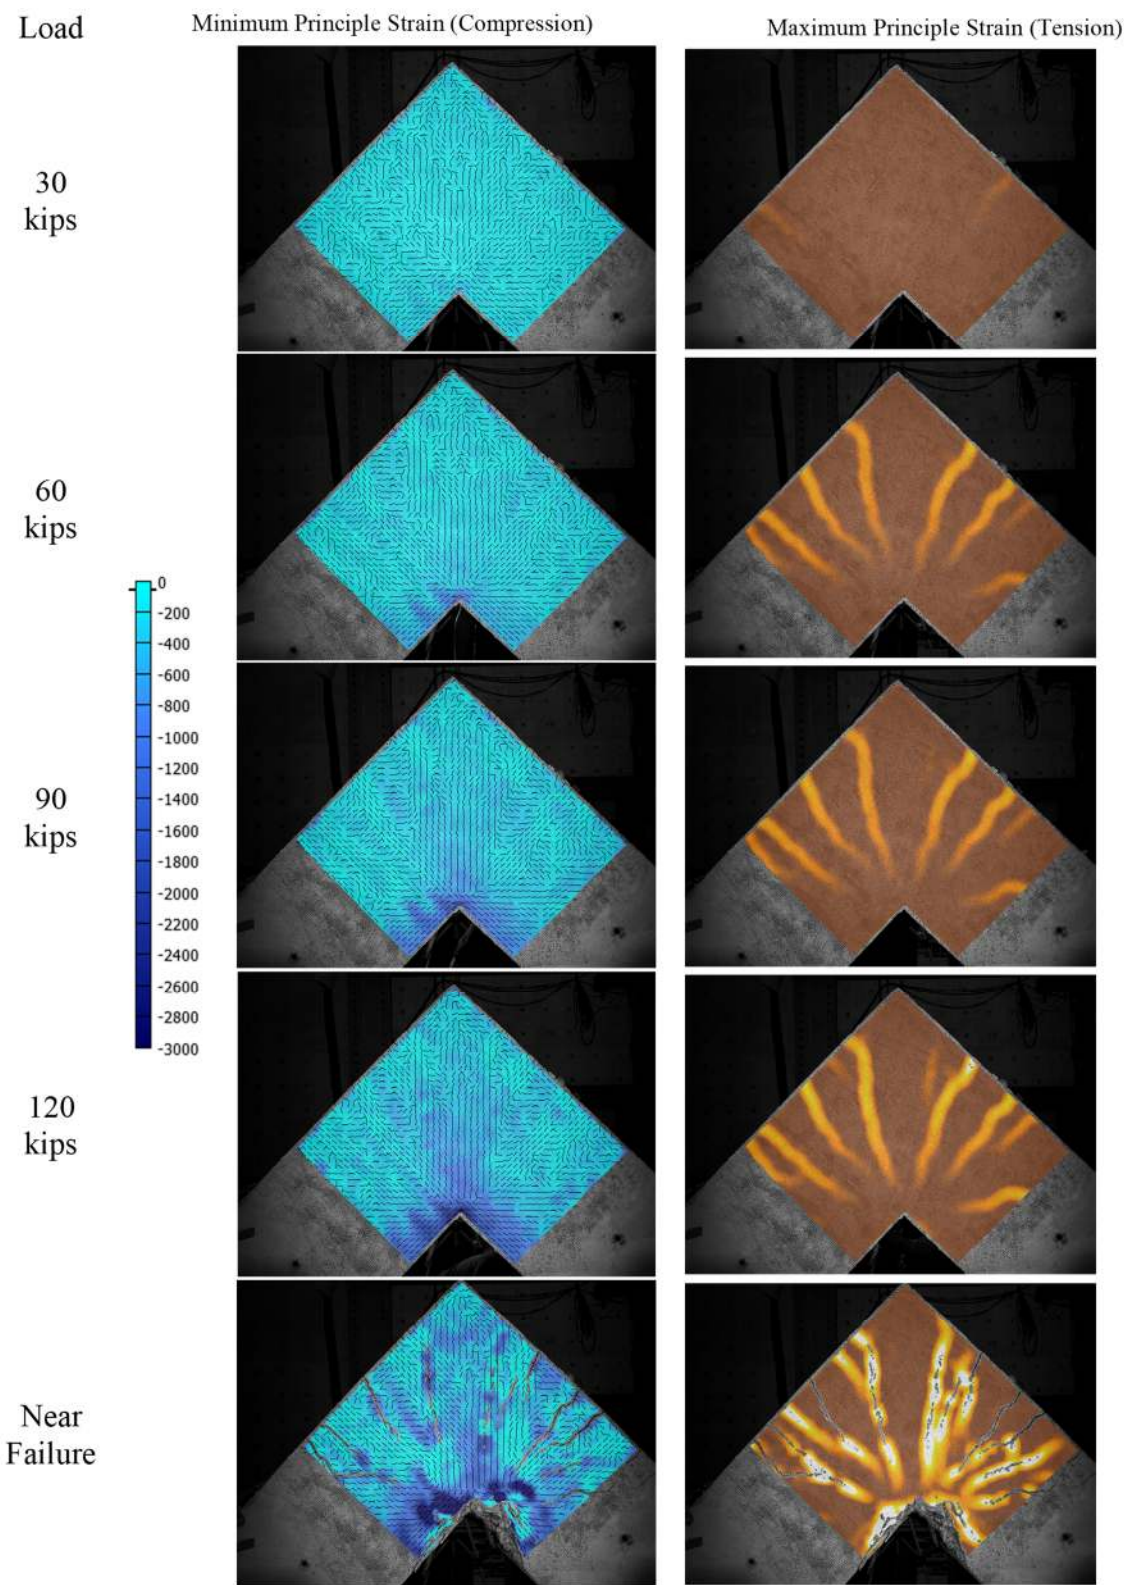 Load
Minimum Principle Strain (Compression)
Maximum Principle Strain (Tension)
30
kips
60
kips
0
-200
-400
-600
-800
-1000
-1200
-1400
-1600
-1800
-2000
-2200
-2400
-2600
-2800
-3000
90
kips
120
kips
Near
Failure